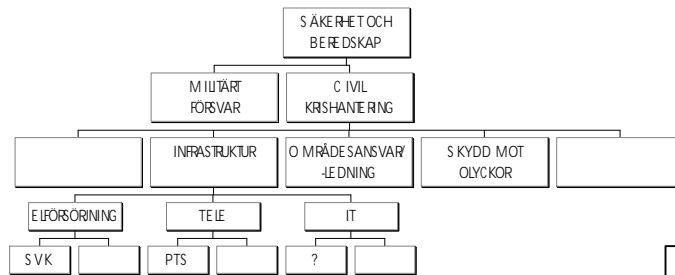 SÄKERHET OCH
BEREDSKAP
MILITÄRT
FÖRSVAR
CIVIL
KRISHANTERING
INFRASTRUKTUR
OMRÅDESANSVAR/
-LEDNING
SKYDD MOT
OLYCKOR
ELFÖRSÖRJNING
TELE
IT
SVK
PTS
?